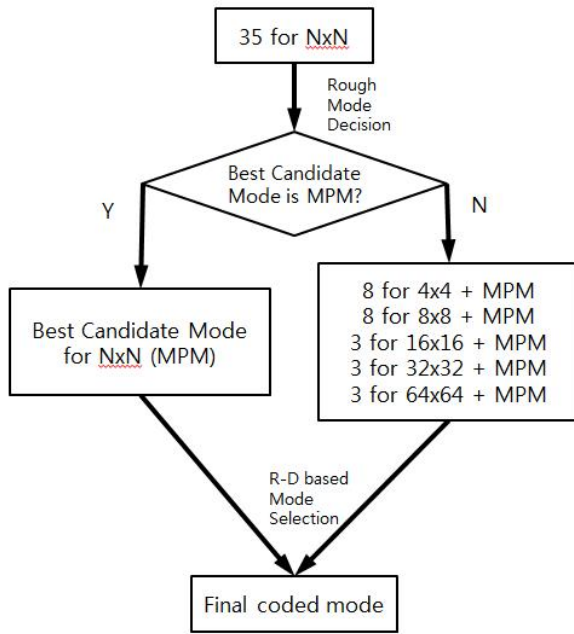 35 for NxN
Rough
Mode
Decision
Best Candidate
Mode is MPM?
Y
N
Best Candidate Mode
for NxN (MPM)
8 for 4x4 + MPM
8 for 8x8 + MPM
3 for 16x16 + MPM
3 for 32x32 + MPM
3 for 64x64 + MPM
R-D based
Mode
Selection
Final coded mode